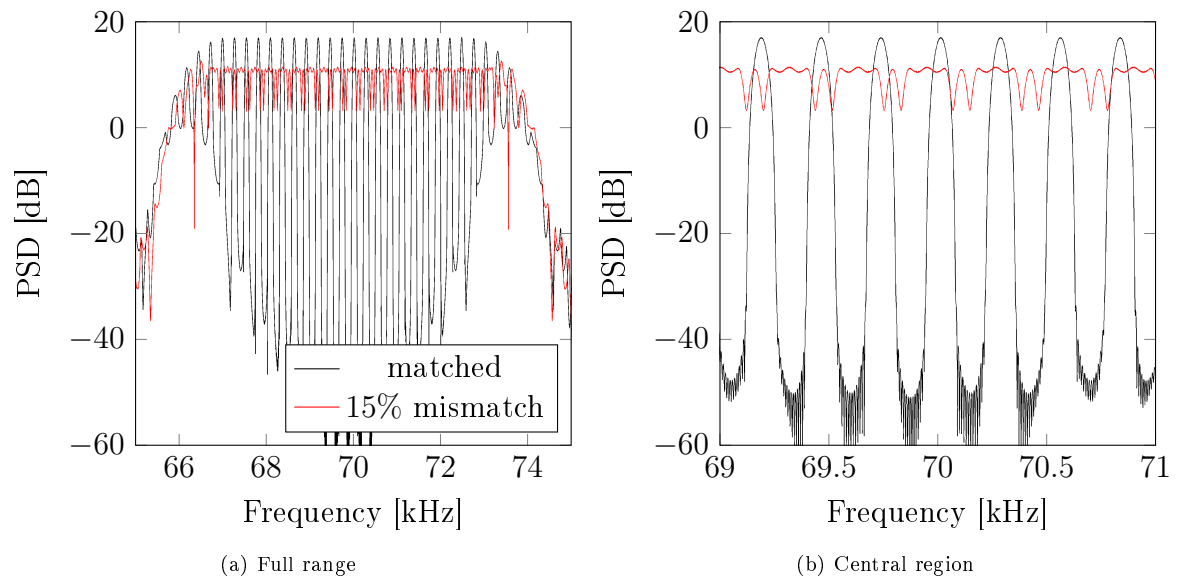 20
0
−20
−40
−60
PSD [dB]
matched
15% mismatch
66
68
70
72
74
Frequency [kHz]
(a) Full range
20
0
−20
−40
−60
PSD [dB]
69
69.5
70
70.5
71
Frequency [kHz]
(b) Central region